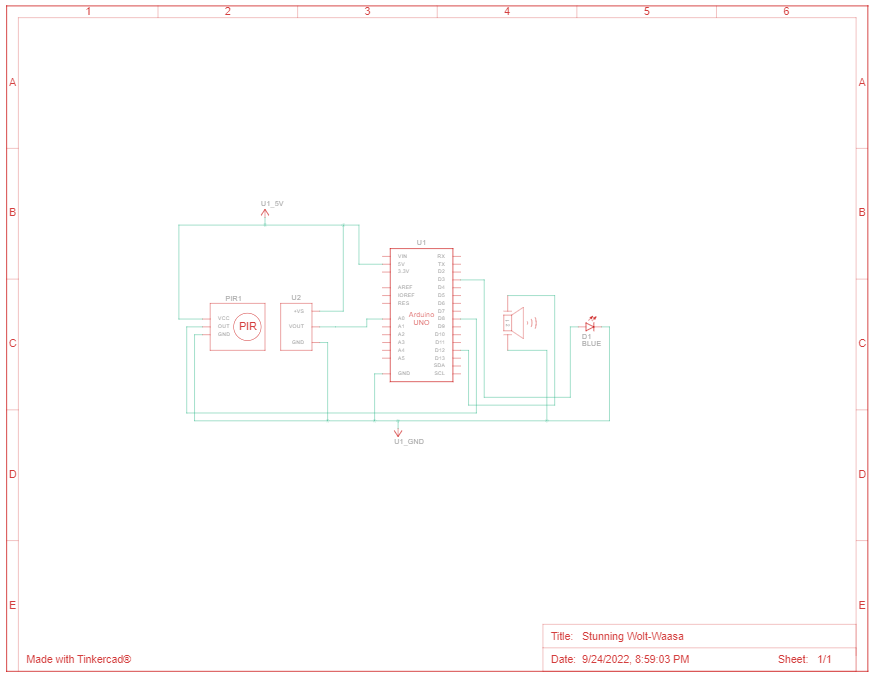 1 2 3 4 5 6
A A
B B
C C
D D
E E
U1_5V
U1
VIN RX
5V TX
3.3V D2
D3
AREF D4
IOREF D5
RES D6
D7
A0 D8
A1 D9
A2 D10
A3 D11
A4 D12
A5 D13
SDA
GND SCL
Arduino
UNO
PIR1
VCC
OUT
GND
PIR
U2
+VS
VOUT
GND
D1
BLUE
U1_GND
Title: Stunning Wolt-Waasa
Made with Tinkercad®
Date: 9/24/2022, 8:59:03 PM Sheet: 1/1